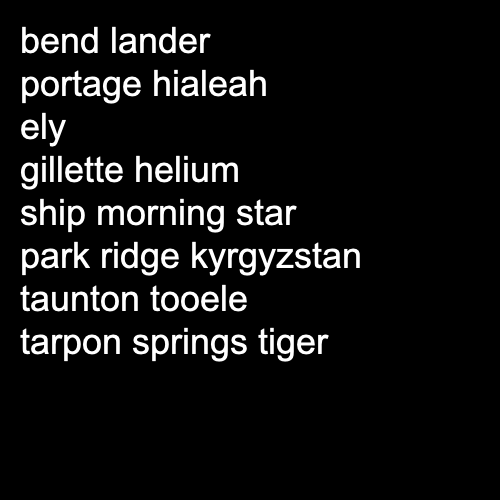 bend lander
portage hialeah
ely
gillette helium
ship morning star
park ridge kyrgyzstan
taunton tooele
tarpon springs tiger